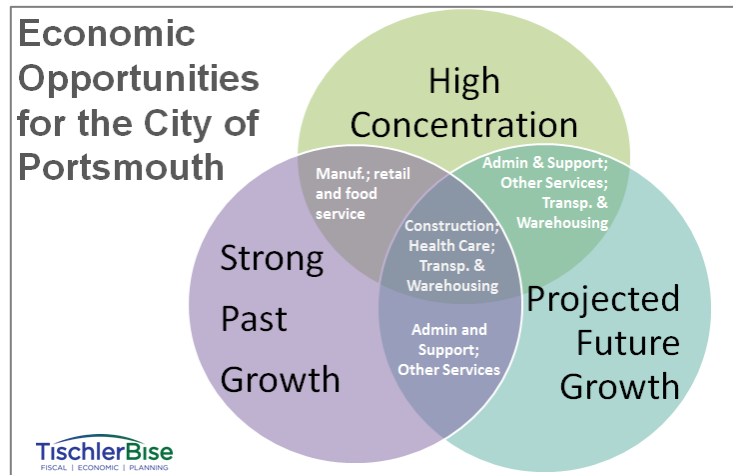 Economic
Opportunities
for the City of
Portsmouth
High
Concentration
Manuf.; retail
and food
service
Admin & Support;
Other Services;
Transp. &
Warehousing
Construction;
Health Care;
Transp. &
Warehousing
Strong
Past
Growth
Projected
Future
Growth
Admin and
Support;
Other Services
TischlerBise
FISCAL | ECONOMIC | PLANNING